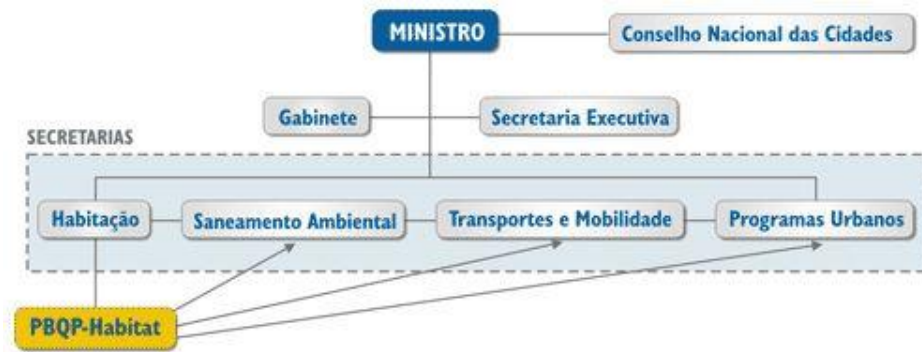 MINISTRO
Conselho Nacional das Cidades
Gabinete
Secretaria Executiva
SECRETARIAS
Habitação
Saneamento Ambiental
Transportes e Mobilidade
Programas Urbanos
PBQP-Habitat